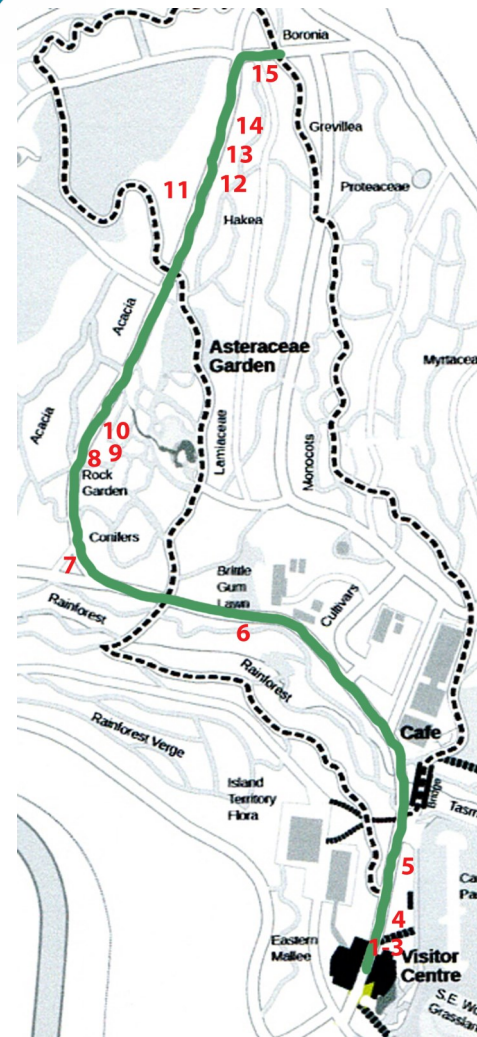 Boronia
15
14
Grevillea
13
12
11
Proteaceae
Hakea
Acacia
Asteraceae
Garden
Myrtacea
Acacia
Lamiaceae
Monocots
10
9
8
Rock
Garden
Conifers
7
Brittle
Gum
Lawn
Cultivars
Rainforest
6
Rainforest
Rainforest Verge
Cafe
Bridge
Island
Territory
Flora
Tasm
5
Ca
Pa
4
Eastern
Mallee
1-3
Visitor
Centre
S.E. Wo
Grasslan